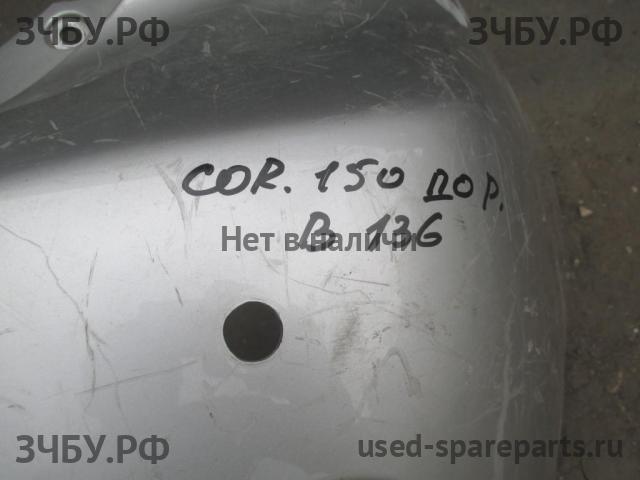 ЗЧБУ.РФ ЗЧБУ.РФ
COR. 150 ДОР.
B 136
Нет в наличии
ЗЧБУ.РФ used-spareparts.ru